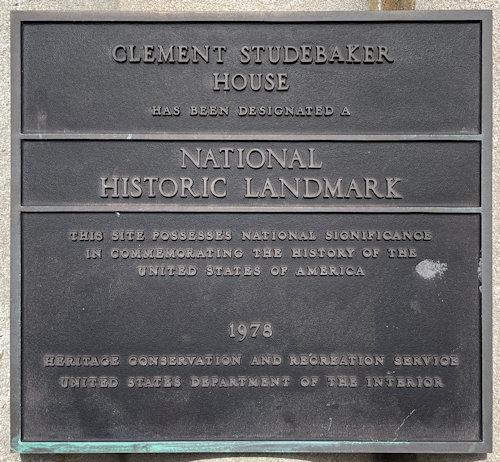 CLEMENT STUDEBAKER
HOUSE
HAS BEEN DESIGNATED A
NATIONAL
HISTORIC LANDMARK
THIS SITE POSSESSES NATIONAL SIGNIFICANCE
IN COMMEMORATING THE HISTORY OF THE
UNITED STATES OF AMERICA
1978
HERITAGE CONSERVATION AND RECREATION SERVICE
UNITED STATES DEPARTMENT OF THE INTERIOR